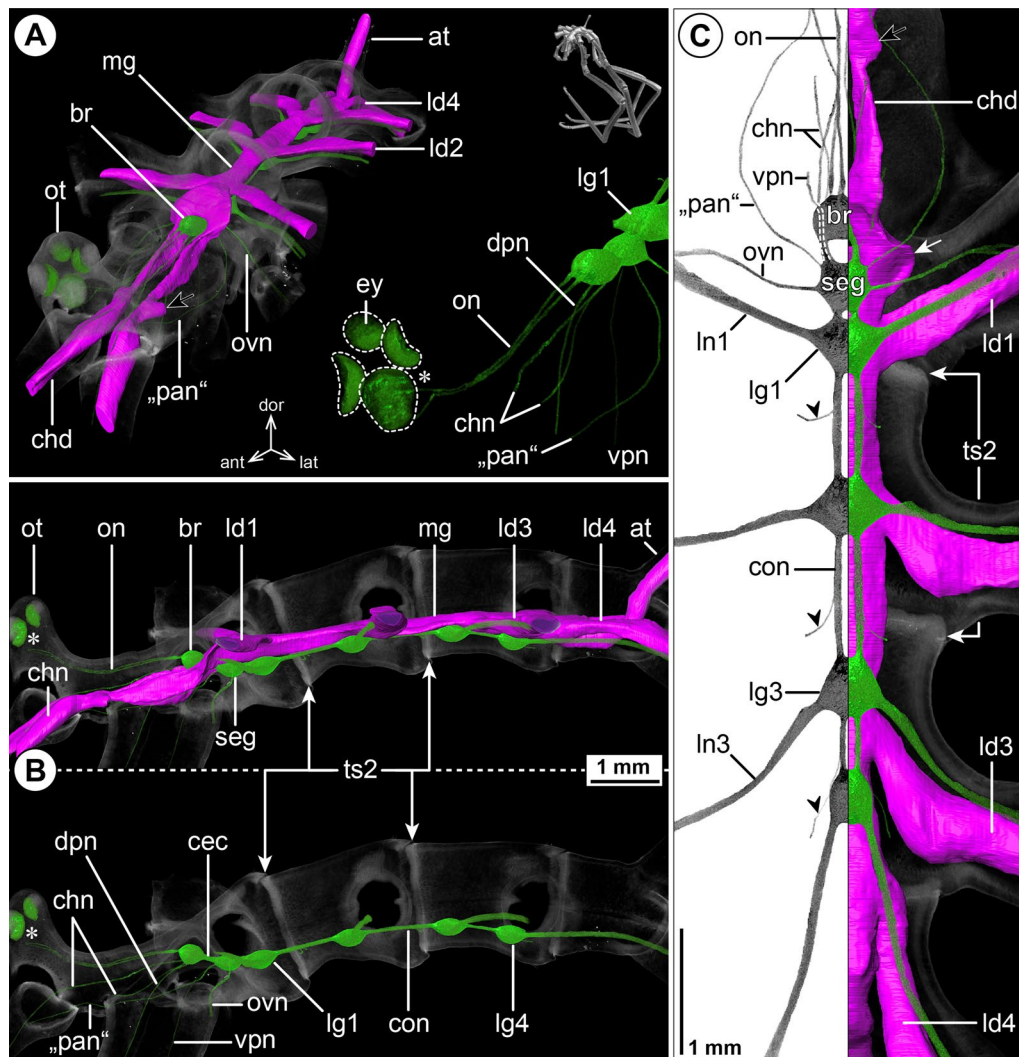 A
at
mg
ld4
br
ld2
lg1
ot
dpn
ey
on
ovn
*
„pan“
chn
chd
dor
„pan“
vpn
ant
lat
ot
on
br
ld1
mg
ld3
ld4
at
*
chn
seg
B
ts2
1 mm
dpn
cec
chn
*
„pan“
vpn
ovn
lg1
con
lg4
C
on
chd
chn
vpn
br
„pan“
ovn
seg
ln1
ld1
lg1
ts2
con
lg3
ln3
ld3
1 mm
ld4